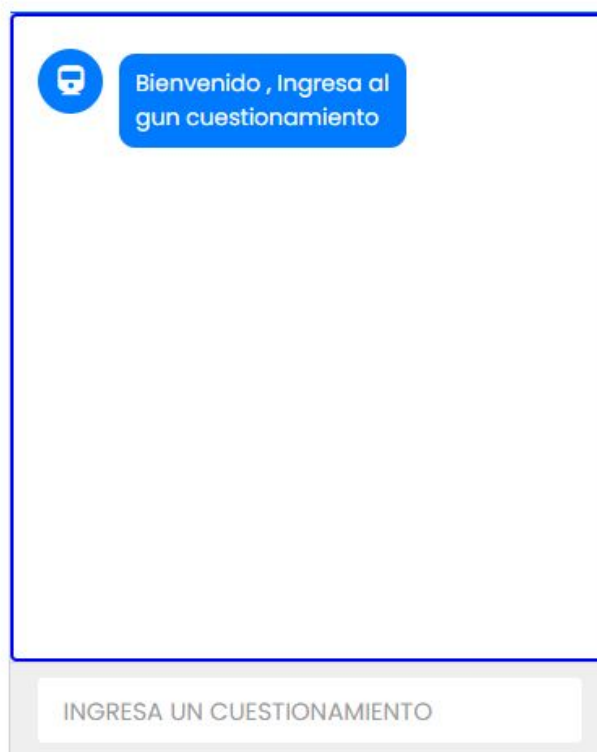 Bienvenido , Ingresa al
gun cuestionamiento
INGRESA UN CUESTIONAMIENTO